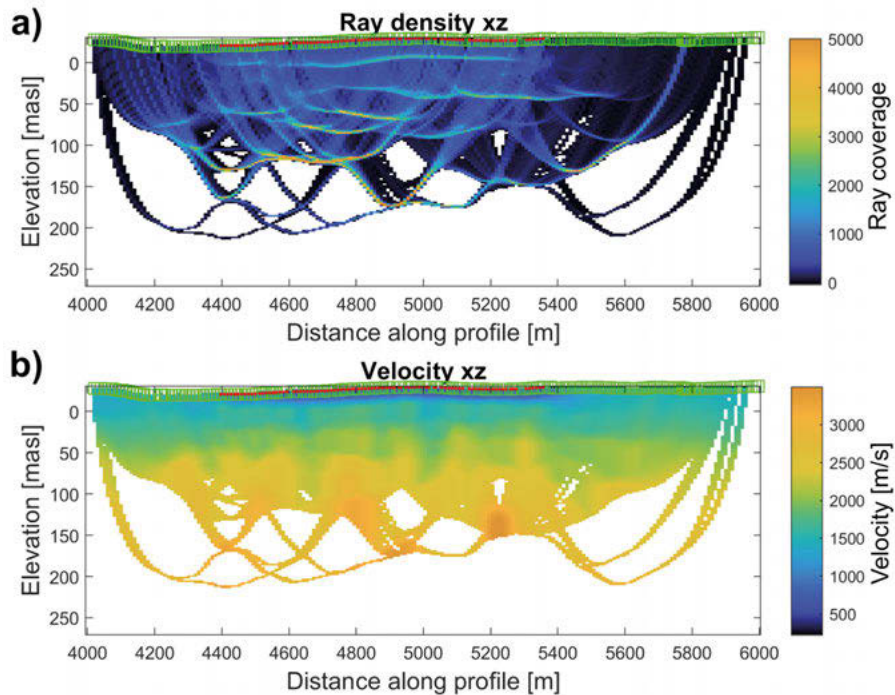 a)
Ray density xz
Elevation [masl]
0
50
100
150
200
250
4000 4200 4400 4600 4800 5000 5200 5400 5600 5800 6000
Distance along profile [m]
5000
4000
3000
2000
1000
0
Ray coverage
b)
Velocity xz
Elevation [masl]
0
50
100
150
200
250
4000 4200 4400 4600 4800 5000 5200 5400 5600 5800 6000
Distance along profile [m]
3000
2500
2000
1500
1000
500
Velocity [m/s]